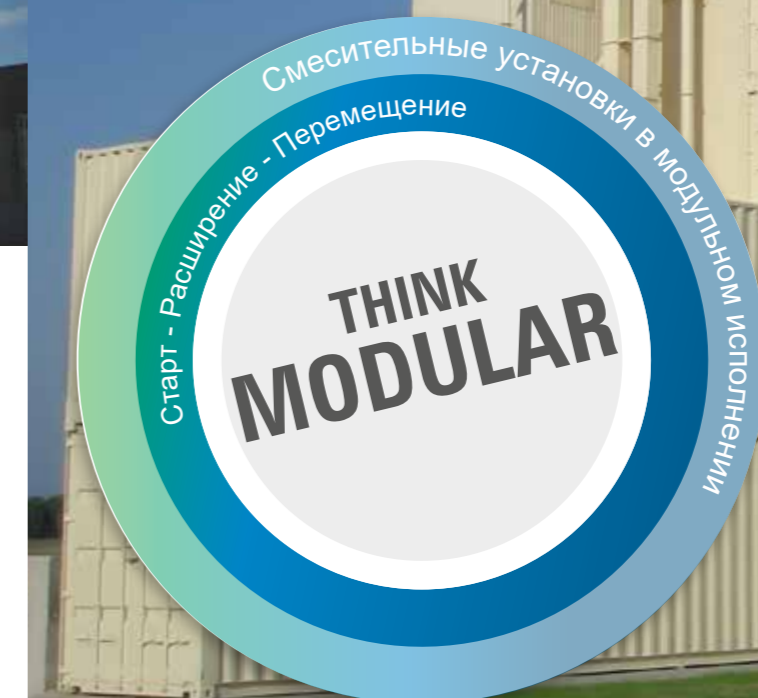 Смесительные установки в модульном исполнении
Старт - Расширение - Перемещение
THINK
MODULAR